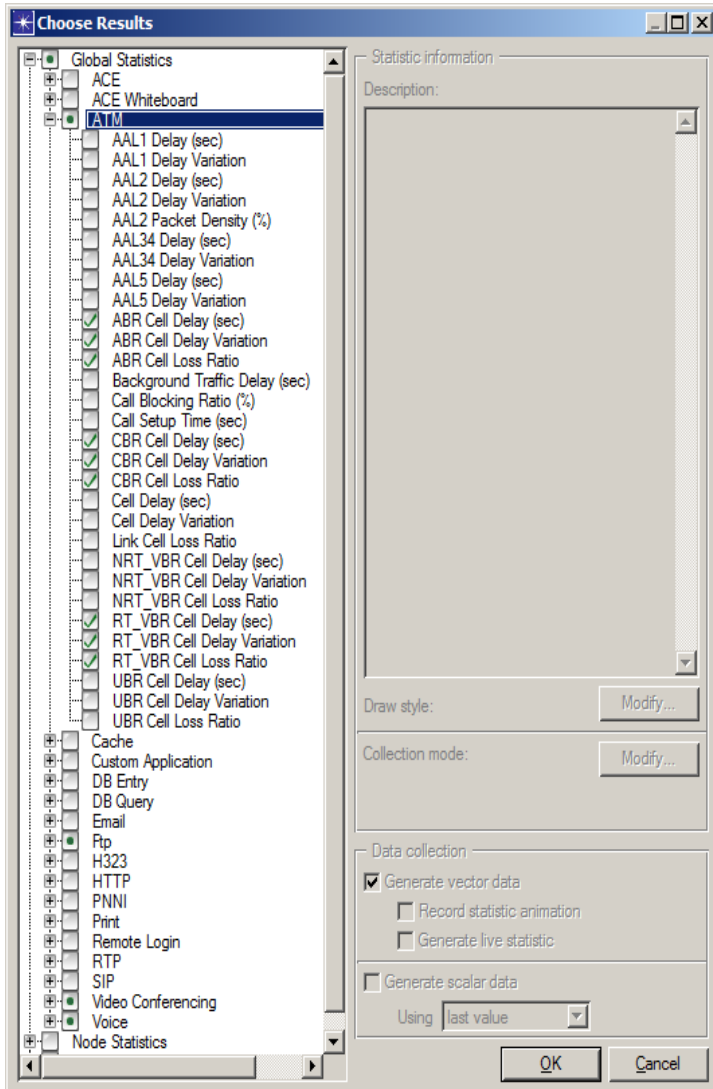 Choose Results
Global Statistics
ACE
ACE Whiteboard
ATM
AAL1 Delay (sec)
AAL1 Delay Variation
AAL2 Delay (sec)
AAL2 Delay Variation
AAL2 Packet Density (%)
AAL34 Delay (sec)
AAL34 Delay Variation
AAL5 Delay (sec)
AAL5 Delay Variation
ABR Cell Delay (sec)
ABR Cell Delay Variation
ABR Cell Loss Ratio
Background Traffic Delay (sec)
Call Blocking Ratio (%)
Call Setup Time (sec)
CBR Cell Delay (sec)
CBR Cell Delay Variation
CBR Cell Loss Ratio
Cell Delay (sec)
Cell Delay Variation
Link Cell Loss Ratio
NRT_VBR Cell Delay (sec)
NRT_VBR Cell Delay Variation
NRT_VBR Cell Loss Ratio
RT_VBR Cell Delay (sec)
RT_VBR Cell Delay Variation
RT_VBR Cell Loss Ratio
UBR Cell Delay (sec)
UBR Cell Delay Variation
UBR Cell Loss Ratio
Cache
Custom Application
DB Entry
DB Query
Email
Ftp
H323
HTTP
PNNI
Print
Remote Login
RTP
SIP
Video Conferencing
Voice
Node Statistics
Statistic information
Description:
Draw style:
Modify...
Collection mode:
Modify...
Data collection
Generate vector data
Record statistic animation
Generate live statistic
Generate scalar data
Using last value
OK
Cancel